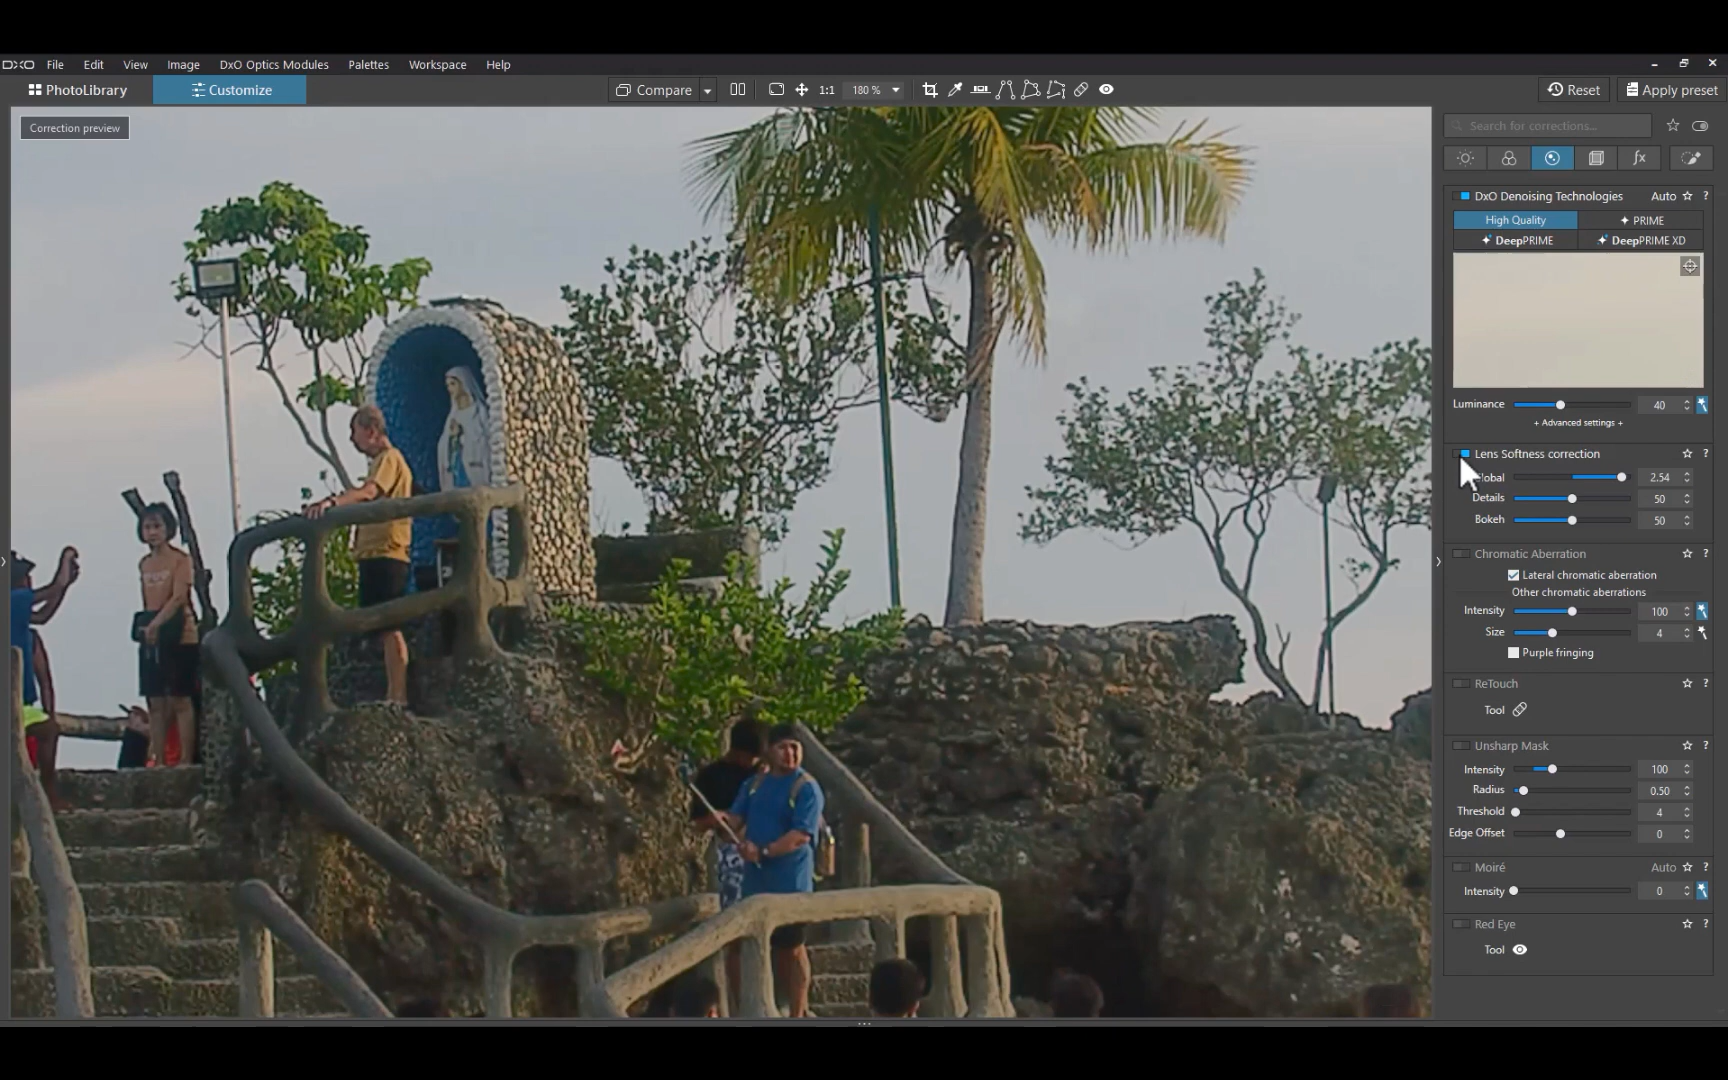 DXO File Edit View Image DxO Optics Modules Palettes Workspace Help
PhotoLibrary Customize Compare 1:1 180 % Reset Apply preset
Correction preview
Search for corrections...
fx
DxO Denoising Technologies Auto ?
High Quality PRIME
DeepPRIME DeepPRIME XD
Luminance 40
+ Advanced settings +
Lens Softness correction ?
2.54
Details 50
Bokeh 50
Chromatic Aberration ?
Lateral chromatic aberration
Other chromatic aberrations
Intensity 100
Size 4
Purple fringing
ReTouch ?
Tool
Unsharp Mask ?
Intensity 100
Radius 0.50
Threshold 4
Edge Offset 0
Moiré Auto ?
Intensity 0
Red Eye ?
Tool